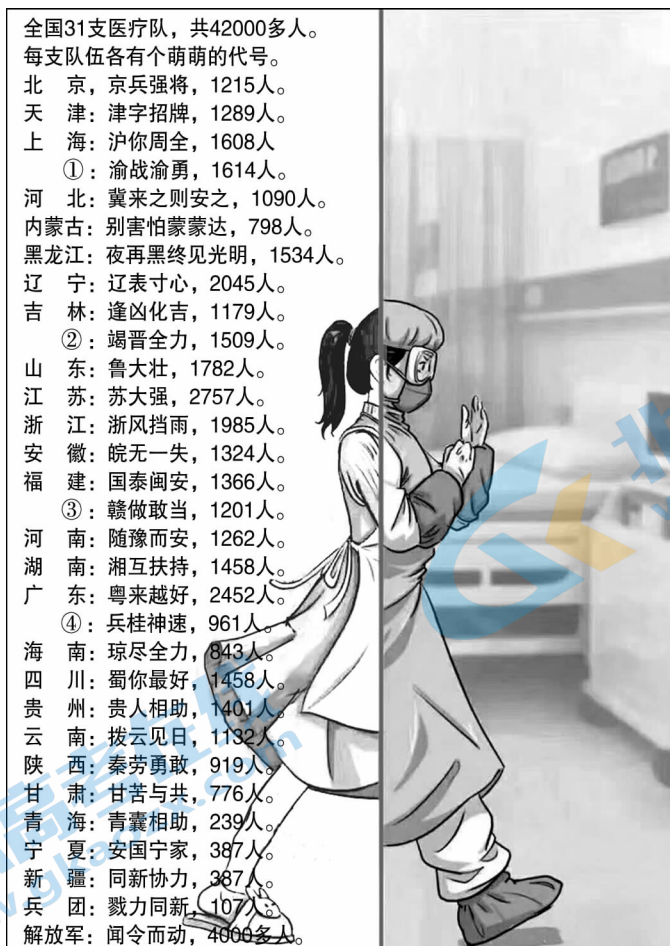 全国31支医疗队，共42000多人。
每支队伍各有个萌萌的代号。
北　京，京兵强将，1215人。
天　津：津字招牌，1289人。
上　海：沪你周全，1608人
①：渝战渝勇，1614人。
河　北：冀来之则安之，1090人。
内蒙古：别害怕蒙蒙达，798人。
黑龙江：夜再黑终见光明，1534人。
辽　宁：辽表寸心，2045人。
吉　林：逢凶化吉，1179人。
②：竭晋全力，1509人。
山　东：鲁大壮，1782人。
江　苏：苏大强，2757人。
浙　江：浙风挡雨，1985人。
安　徽：皖无一失，1324人。
福　建：国泰闽安，1366人。
③：赣做敢当，1201人。
河　南：随豫而安，1262人。
湖　南：湘互扶持，1458人。
广　东：粤来越好，2452人。
④：兵桂神速，961人。
海　南：琼尽全力，843人。
四　川：蜀你最好，1458人。
贵　州：贵人相助，1401人。
云　南：拨云见日，1132人。
陕　西：秦劳勇敢，919人。
甘　肃：甘苦与共，776人。
青　海：青囊相助，239人。
宁　夏：安国宁家，387人。
新　疆：同新协力，387人。
兵　团：戮力同新，107人。
解放军：闻令而动，4000多人。
高考在线
www.gkaozx.com
北